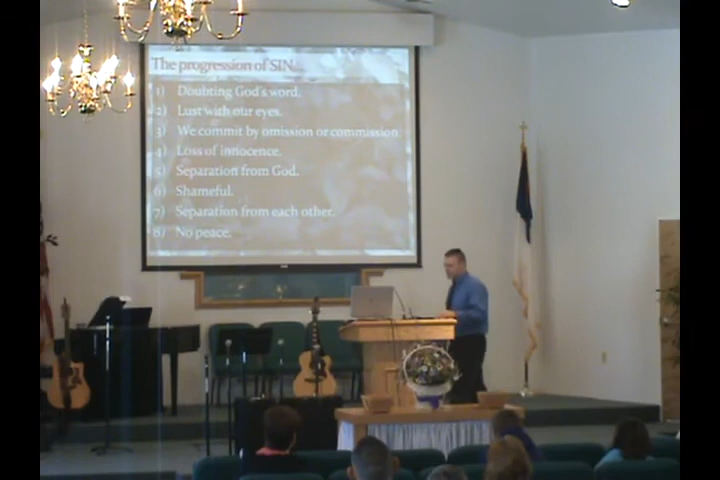 The progression of SIN...
1) Doubting God's word.
2) Lust with our eyes.
3) We commit by omission or commission
4) Loss of innocence.
5) Separation from God.
6) Shameful.
7) Separation from each other.
8) No peace.